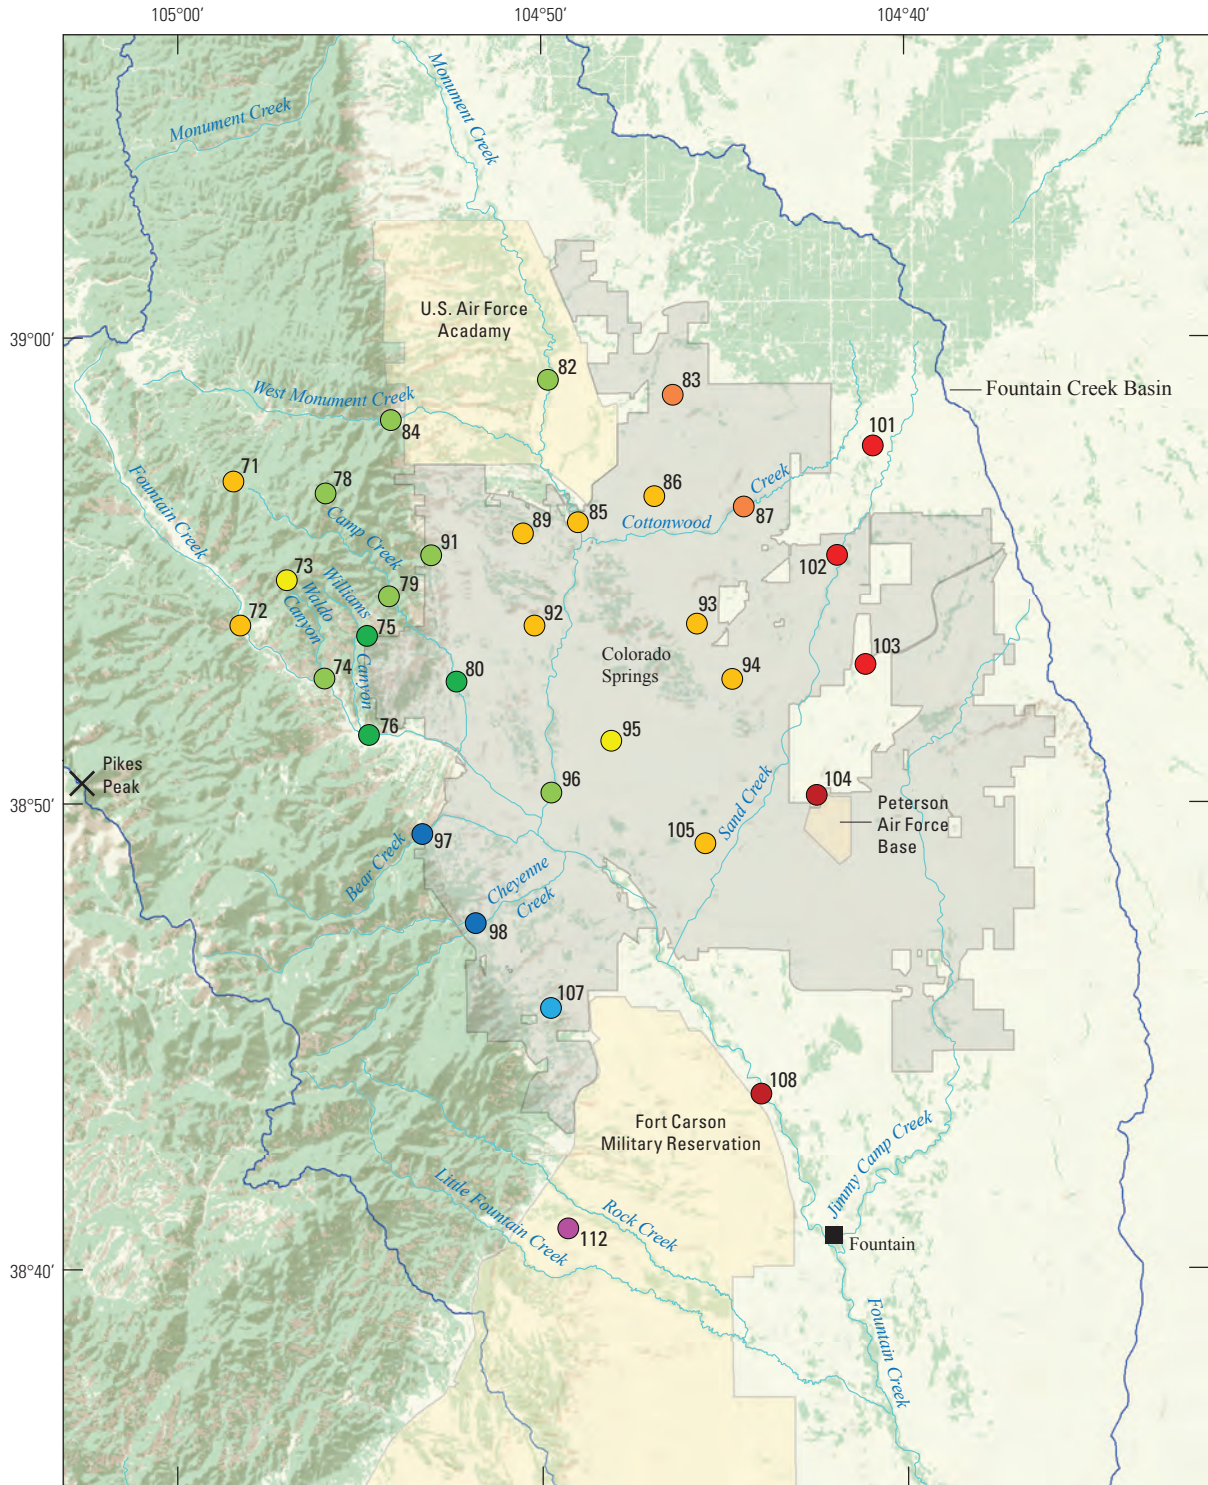 105°00′
104°50′
104°40′
Monument Creek
Monument Creek
U.S. Air Force
Acadamy
39°00′
82
83
Fountain Creek Basin
West Monument Creek
84
101
71
78
86
Creek
Fountain Creek
85
87
89
Cottonwood
Camp Creek
91
102
73
Williams
79
Waldo
Canyon
72
75
92
93
103
Colorado
Springs
74
Canyon
80
94
76
95
Pikes
Peak
96
104
38°50′
Sand Creek
Peterson
Air Force
Base
97
105
Bear Creek
Cheyenne
Creek
98
107
108
Fort Carson
Military Reservation
Jimmy Camp Creek
Little Fountain Creek
Rock Creek
112
Fountain
38°40′
Fountain Creek